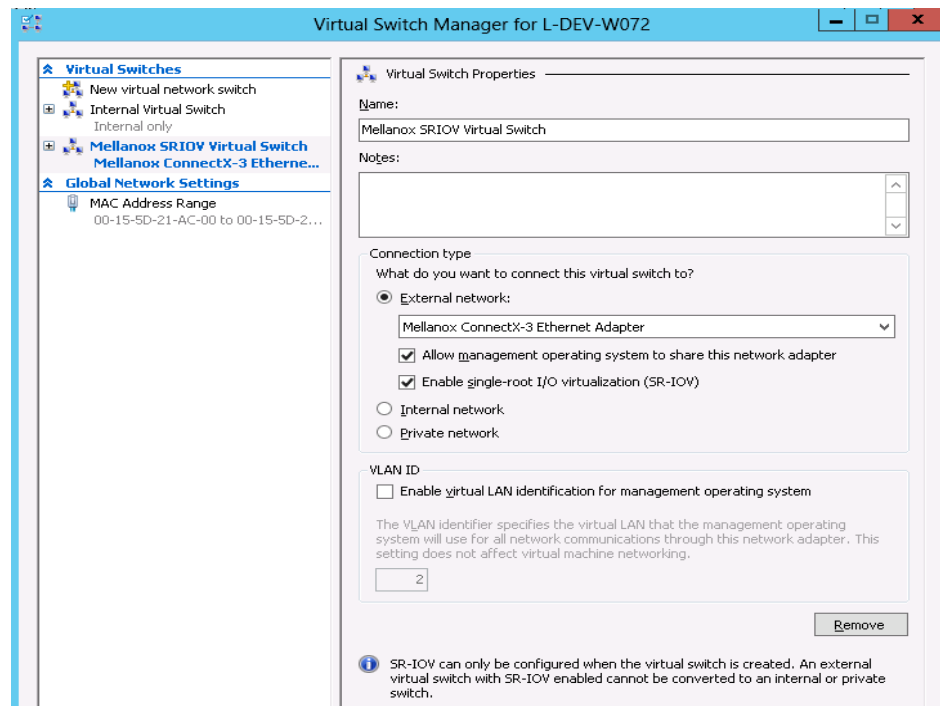 Virtual Switch Manager for L-DEV-W072
Virtual Switches
New virtual network switch
Internal Virtual Switch
Internal only
Mellanox SRIOV Virtual Switch
Mellanox ConnectX-3 Etherne...
Global Network Settings
MAC Address Range
00-15-5D-21-AC-00 to 00-15-5D-2...
Virtual Switch Properties
Name:
Mellanox SRIOV Virtual Switch
Notes:
Connection type
What do you want to connect this virtual switch to?
External network:
Mellanox ConnectX-3 Ethernet Adapter
Allow management operating system to share this network adapter
Enable single-root I/O virtualization (SR-IOV)
Internal network
Private network
VLAN ID
Enable virtual LAN identification for management operating system
The VLAN identifier specifies the virtual LAN that the management operating
system will use for all network communications through this network adapter. This
setting does not affect virtual machine networking.
2
Remove
SR-IOV can only be configured when the virtual switch is created. An external
virtual switch with SR-IOV enabled cannot be converted to an internal or private
switch.